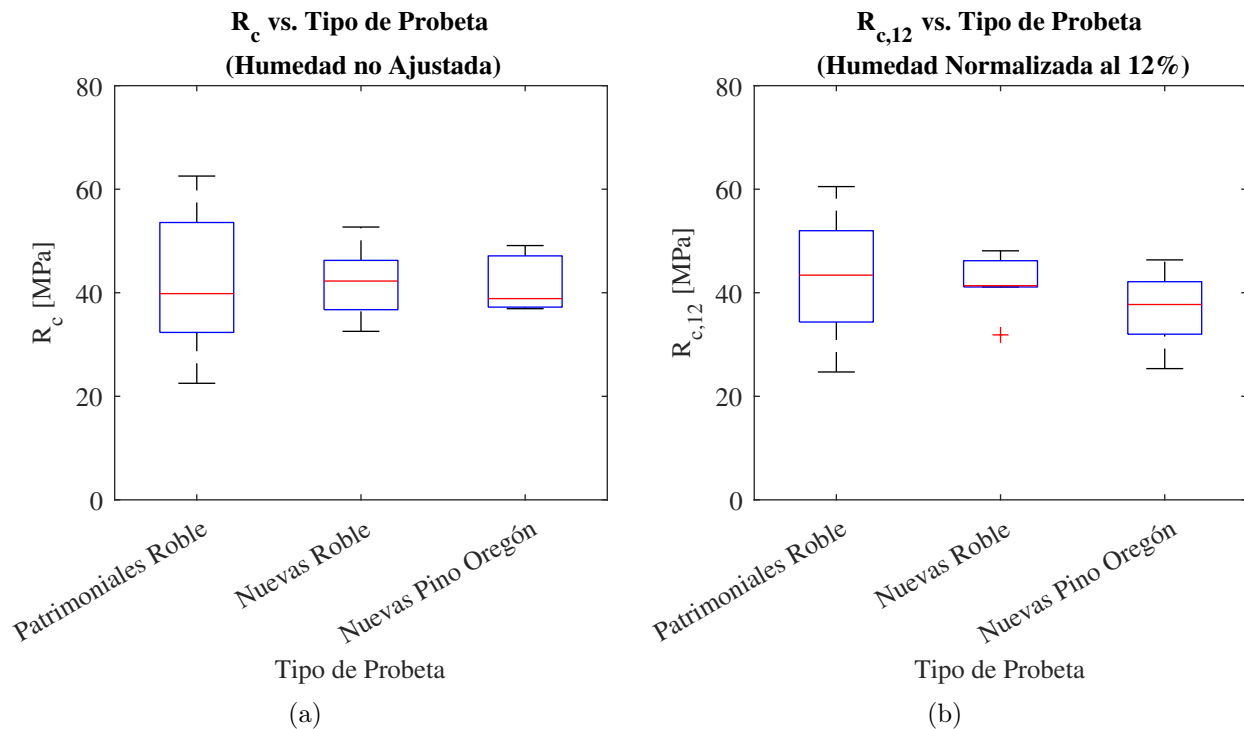 R_c vs. Tipo de Probeta
(Humedad no Ajustada)
80
60
40
20
0
R_c [MPa]
Patrimoniales Roble
Nuevas Roble
Nuevas Pino Oregón
Tipo de Probeta
(a)
R_c,12 vs. Tipo de Probeta
(Humedad Normalizada al 12%)
80
60
40
20
0
R_c,12 [MPa]
Patrimoniales Roble
Nuevas Roble
Nuevas Pino Oregón
Tipo de Probeta
(b)